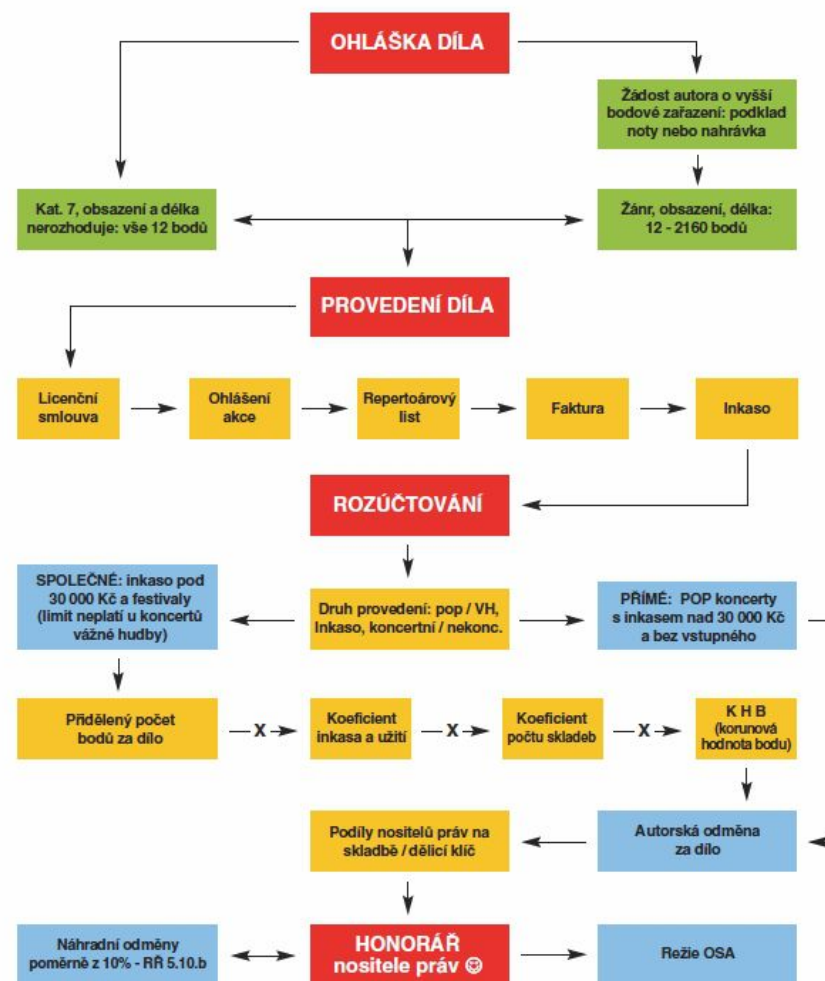 OHLÁŠKA DÍLA
Žádost autora o vyšší
bodové zařazení: podklad
noty nebo nahrávka
Kat. 7, obsazení a délka
nerozhoduje: vše 12 bodů
Žánr, obsazení, délka:
12 - 2160 bodů
PROVEDENÍ DÍLA
Licenční
smlouva
Ohlášení
akce
Repertoárový
list
Faktura
Inkaso
ROZÚČTOVÁNÍ
SPOLEČNÉ: inkaso pod
30 000 Kč a festivaly
(limit neplatí u koncertů
vážné hudby)
Druh provedení: pop / VH,
Inkaso, koncertní / nekonc.
PŘÍMÉ: POP koncerty
s inkasem nad 30 000 Kč
a bez vstupného
Přidělený počet
bodů za dílo
X
Koeficient
inkasa a užití
X
Koeficient
počtu skladeb
X
K H B
(korunová
hodnota bodu)
Podíly nositelů práv na
skladbě / dělicí klíč
Autorská odměna
za dílo
Náhradní odměny
poměrně z 10% - RŘ 5.10.b
HONORÁŘ
nositele práv ☺
Režie OSA